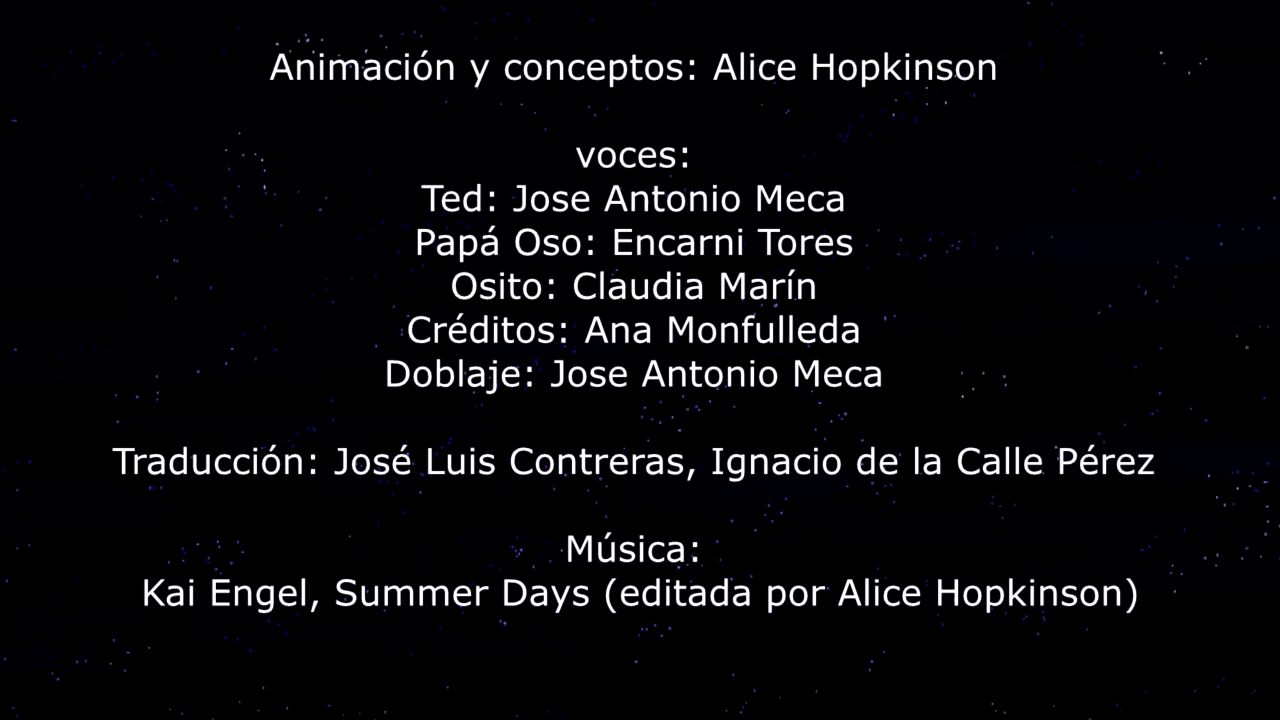 Animación y conceptos: Alice Hopkinson
voces:
Ted: Jose Antonio Meca
Papá Oso: Encarni Tores
Osito: Claudia Marín
Créditos: Ana Monfulleda
Doblaje: Jose Antonio Meca
Traducción: José Luis Contreras, Ignacio de la Calle Pérez
Música:
Kai Engel, Summer Days (editada por Alice Hopkinson)